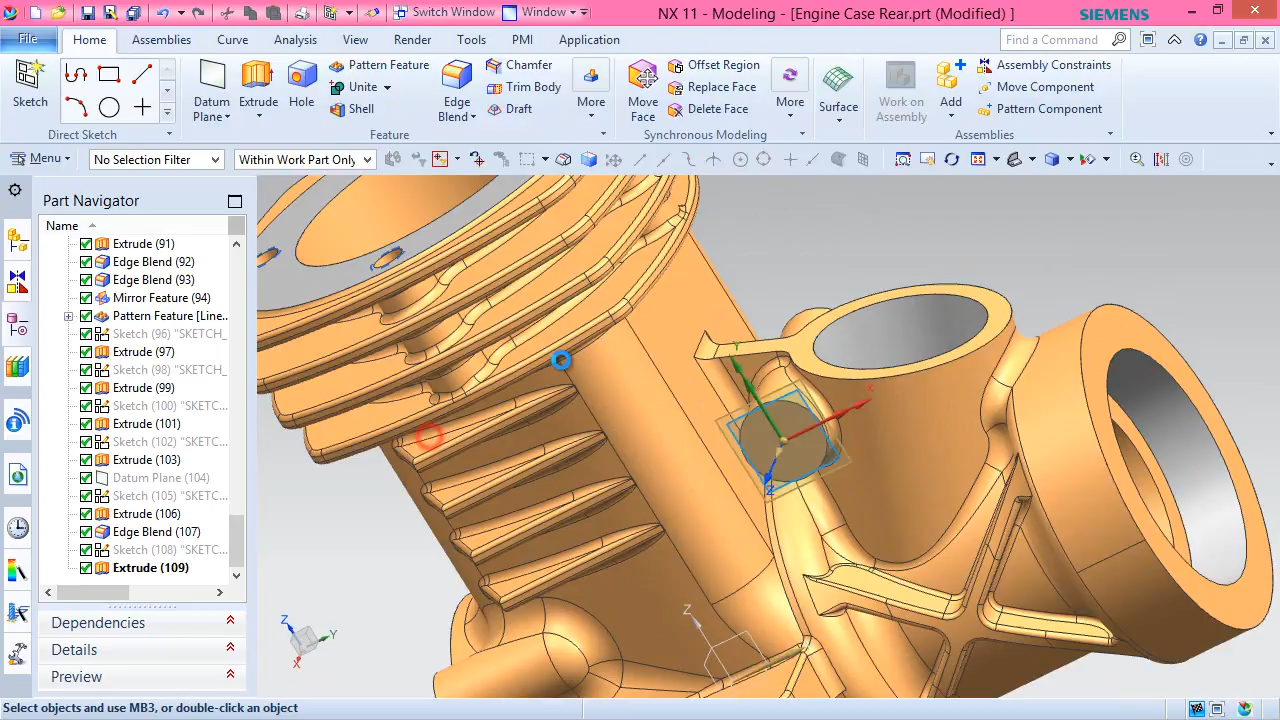 NX 11 - Modeling - [Engine Case Rear.prt (Modified) ]
SIEMENS
Switch Window
Window
File
Home
Assemblies
Curve
Analysis
View
Render
Tools
PMI
Application
Find a Command
Sketch
Direct Sketch
Datum Plane
Extrude
Hole
Pattern Feature
Unite
Shell
Edge Blend
Chamfer
Trim Body
Draft
More
Feature
Move Face
Offset Region
Replace Face
Delete Face
More
Synchronous Modeling
Surface
Work on Assembly
Add
Assembly Constraints
Move Component
Pattern Component
Assemblies
Menu
No Selection Filter
Within Work Part Only
Part Navigator
Name
Extrude (91)
Edge Blend (92)
Edge Blend (93)
Mirror Feature (94)
Pattern Feature [Line...
Sketch (96) "SKETCH_
Extrude (97)
Sketch (98) "SKETCH_
Extrude (99)
Sketch (100) "SKETC...
Extrude (101)
Sketch (102) "SKETC...
Extrude (103)
Datum Plane (104)
Sketch (105) "SKETC...
Extrude (106)
Edge Blend (107)
Sketch (108) "SKETC...
Extrude (109)
Dependencies
Details
Preview
Y
X
Z
Z
Z
Y
X
Select objects and use MB3, or double-click an object